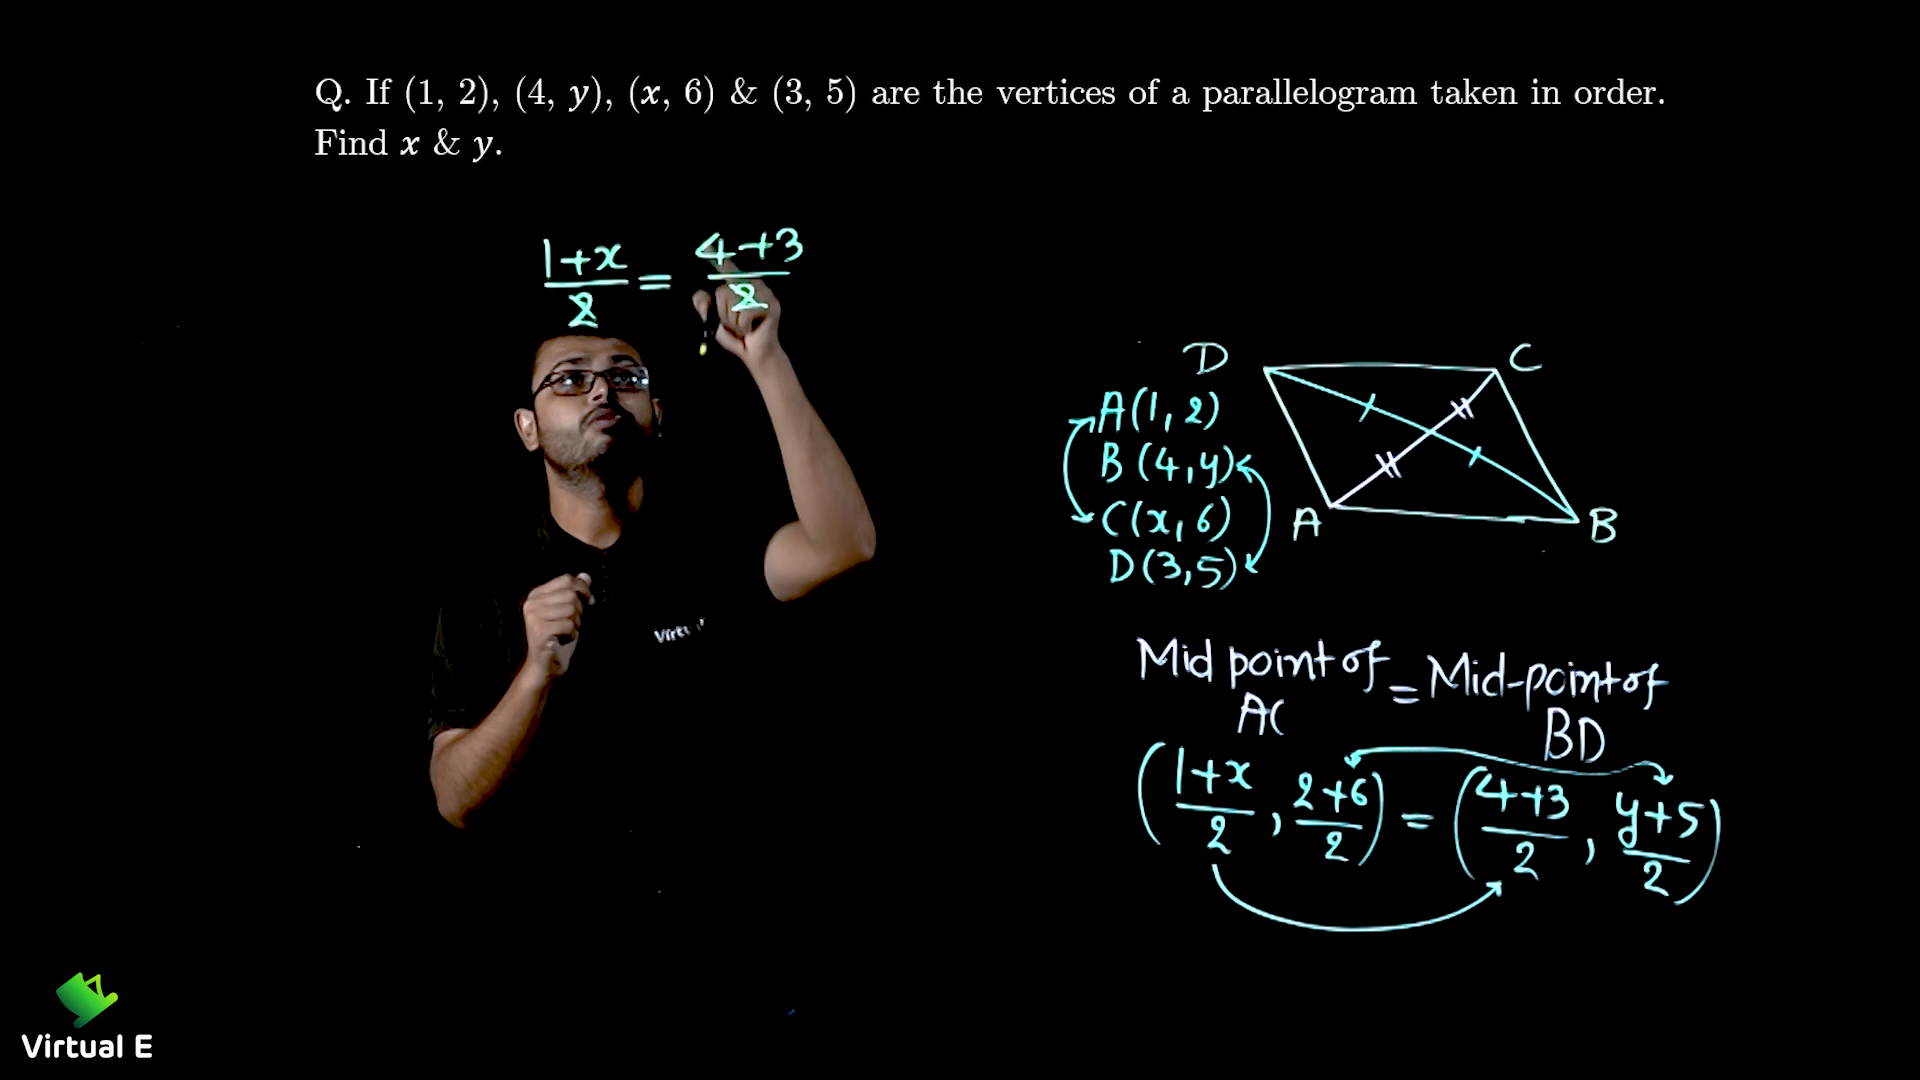 Q. If (1, 2), (4, y), (x, 6) & (3, 5) are the vertices of a parallelogram taken in order.
Find x & y.
1+x/2 = 4+3/2
D C
A(1, 2)
B (4, y)
C(x, 6)
D(3, 5)
A B
Mid point of AC = Mid-point of BD
(1+x/2, 2+6/2) = (4+3/2, y+5/2)
Virtual
Virtual E